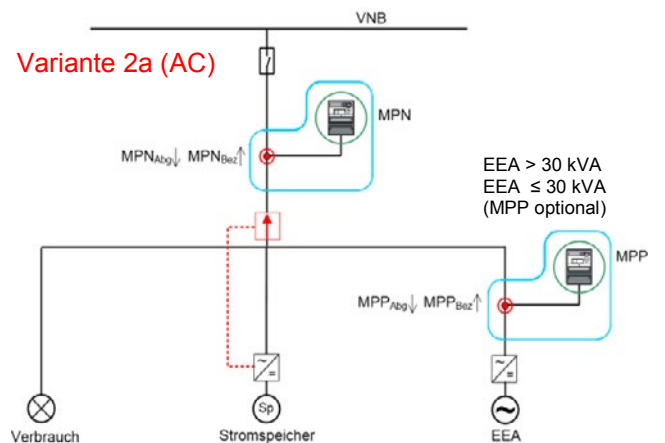 VNB
Variante 2a (AC)
MPN
MPNAbg↓ MPNBez↑
EEA > 30 kVA
EEA ≤ 30 kVA
(MPP optional)
MPP
MPPAbg↓ MPPBez↑
Sp
Verbrauch
Stromspeicher
EEA